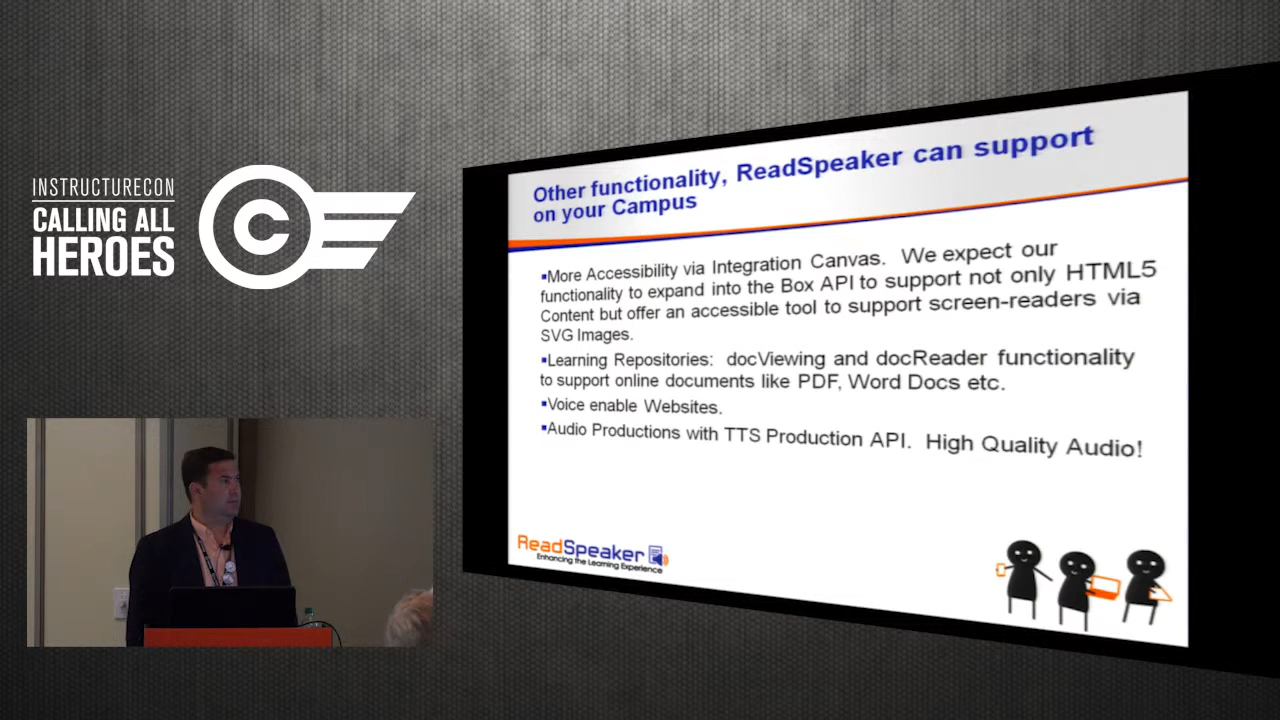 INSTRUCTURECON
CALLING ALL
HEROES
C
Other functionality, ReadSpeaker can support
on your Campus
▪More Accessibility via Integration Canvas. We expect our
functionality to expand into the Box API to support not only HTML5
Content but offer an accessible tool to support screen-readers via
SVG Images.
▪Learning Repositories: docViewing and docReader functionality
to support online documents like PDF, Word Docs etc.
▪Voice enable Websites.
▪Audio Productions with TTS Production API. High Quality Audio!
ReadSpeaker
Enhancing the Learning Experience